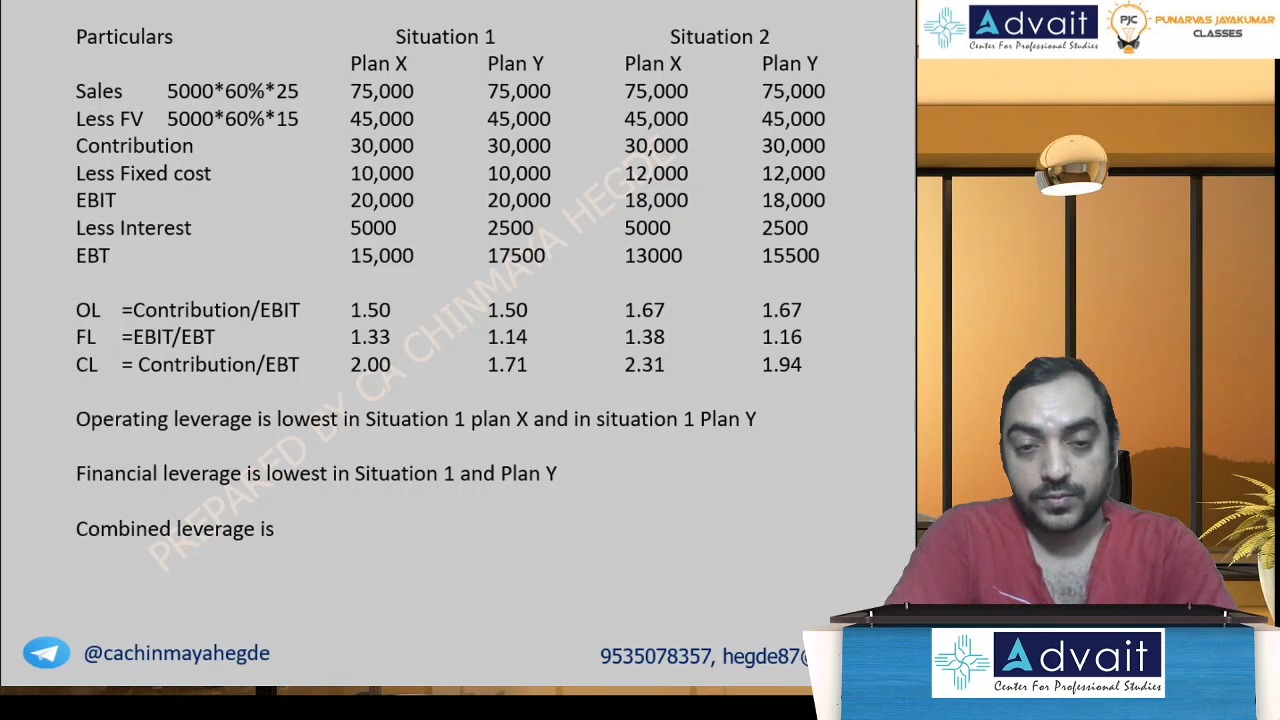 Particulars Situation 1 Situation 2
Plan X Plan Y Plan X Plan Y
Sales 5000*60%*25 75,000 75,000 75,000 75,000
Less FV 5000*60%*15 45,000 45,000 45,000 45,000
Contribution 30,000 30,000 30,000 30,000
Less Fixed cost 10,000 10,000 12,000 12,000
EBIT 20,000 20,000 18,000 18,000
Less Interest 5000 2500 5000 2500
EBT 15,000 17500 13000 15500
OL =Contribution/EBIT 1.50 1.50 1.67 1.67
FL =EBIT/EBT 1.33 1.14 1.38 1.16
CL = Contribution/EBT 2.00 1.71 2.31 1.94
Operating leverage is lowest in Situation 1 plan X and in situation 1 Plan Y
Financial leverage is lowest in Situation 1 and Plan Y
Combined leverage is
PREPARED BY CA CHINMAYA HEGDE
@cachinmayahegde
9535078357, hegde87@
Advait
Center For Professional Studies
PJC
PUNARVAS JAYAKUMAR
CLASSES
Advait
Center For Professional Studies